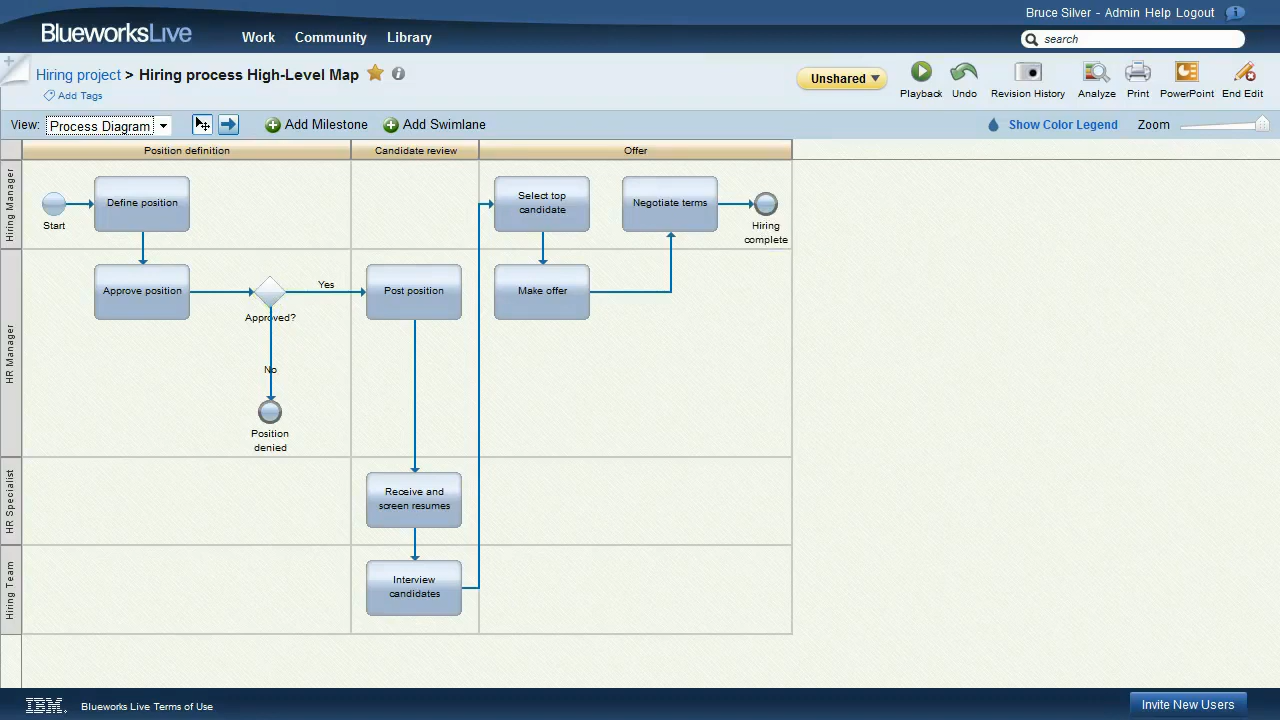 Bruce Silver - Admin Help Logout
BlueworksLive
Work Community Library
search
Hiring project > Hiring process High-Level Map
Add Tags
Unshared
Playback Undo Revision History Analyze Print PowerPoint End Edit
View: Process Diagram
Add Milestone
Add Swimlane
Show Color Legend
Zoom
Position definition
Candidate review
Offer
Hiring Manager
Start
Define position
Select top
candidate
Negotiate terms
Hiring
complete
HR Manager
Approve position
Approved?
Yes
No
Position
denied
Post position
Make offer
HR Specialist
Receive and
screen resumes
Hiring Team
Interview
candidates
IBM.
Blueworks Live Terms of Use
Invite New Users